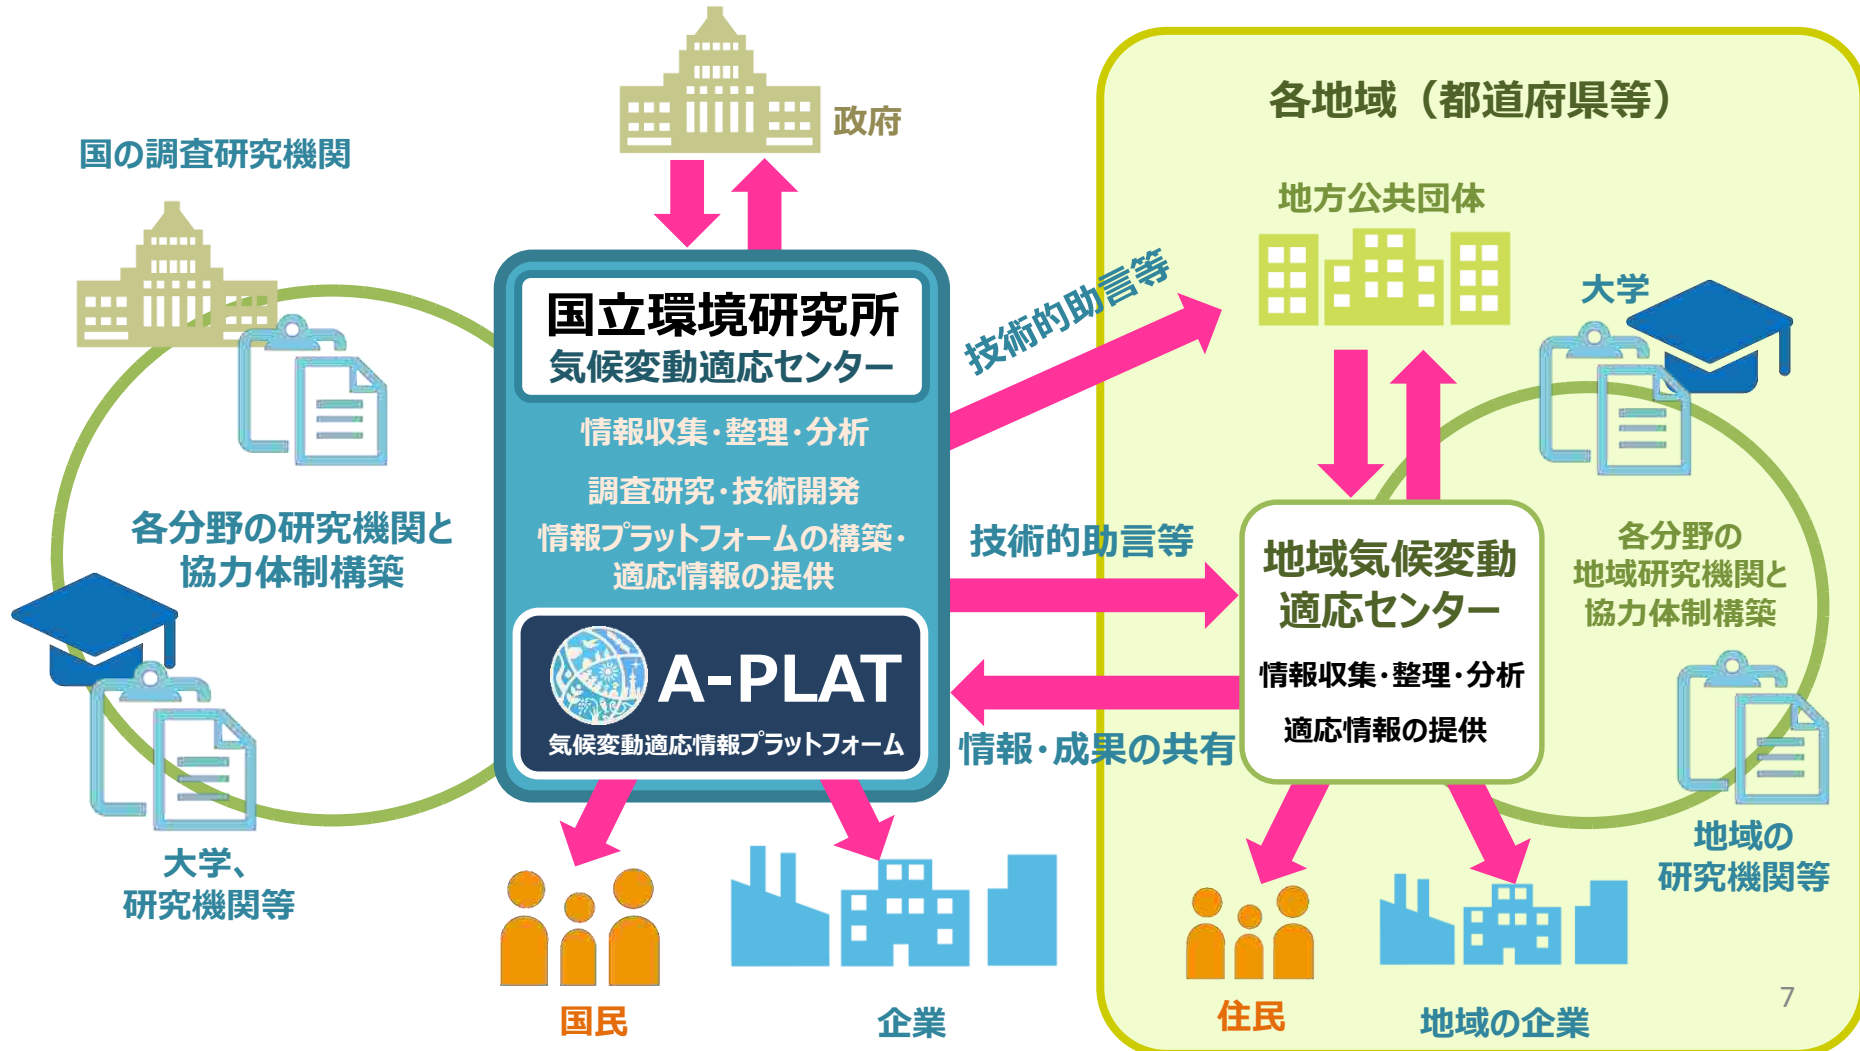 政府
国の調査研究機関
国立環境研究所
気候変動適応センター
情報収集・整理・分析
調査研究・技術開発
情報プラットフォームの構築・
適応情報の提供
A-PLAT
気候変動適応情報プラットフォーム
各分野の研究機関と
協力体制構築
大学、
研究機関等
国民
企業
技術的助言等
技術的助言等
情報・成果の共有
各地域（都道府県等）
地方公共団体
大学
地域気候変動
適応センター
情報収集・整理・分析
適応情報の提供
各分野の
地域研究機関と
協力体制構築
地域の
研究機関等
住民
地域の企業
7